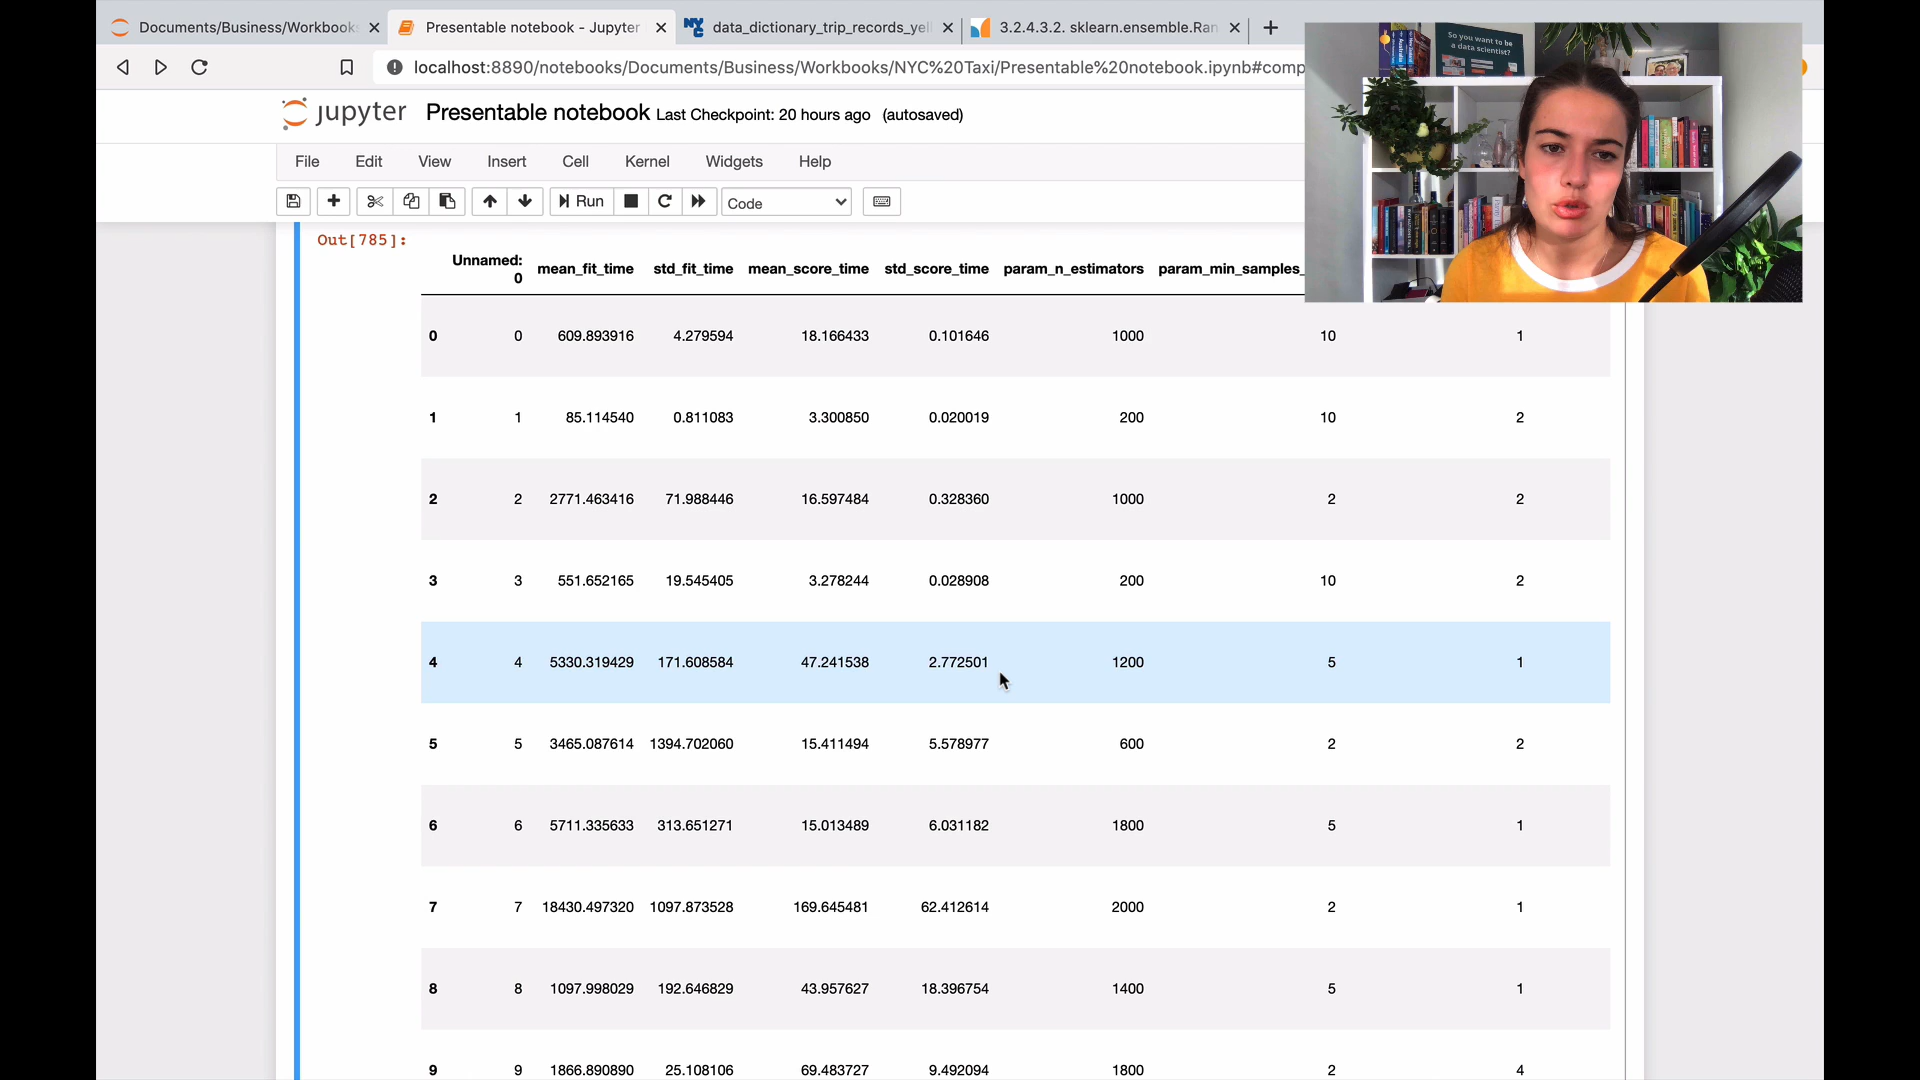 Documents/Business/Workbooks
Presentable notebook - Jupyter
data_dictionary_trip_records_yel
3.2.4.3.2. sklearn.ensemble.Ran
localhost:8890/notebooks/Documents/Business/Workbooks/NYC%20Taxi/Presentable%20notebook.ipynb#comp
So you want to be
a data scientist?
jupyter Presentable notebook Last Checkpoint: 20 hours ago (autosaved)
File Edit View Insert Cell Kernel Widgets Help
Run Code
Out[785]:
Unnamed: 0 mean_fit_time std_fit_time mean_score_time std_score_time param_n_estimators param_min_samples_
0 0 609.893916 4.279594 18.166433 0.101646 1000 10 1
1 1 85.114540 0.811083 3.300850 0.020019 200 10 2
2 2 2771.463416 71.988446 16.597484 0.328360 1000 2 2
3 3 551.652165 19.545405 3.278244 0.028908 200 10 2
4 4 5330.319429 171.608584 47.241538 2.772501 1200 5 1
5 5 3465.087614 1394.702060 15.411494 5.578977 600 2 2
6 6 5711.335633 313.651271 15.013489 6.031182 1800 5 1
7 7 18430.497320 1097.873528 169.645481 62.412614 2000 2 1
8 8 1097.998029 192.646829 43.957627 18.396754 1400 5 1
9 9 1866.890890 25.108106 69.483727 9.492094 1800 2 4